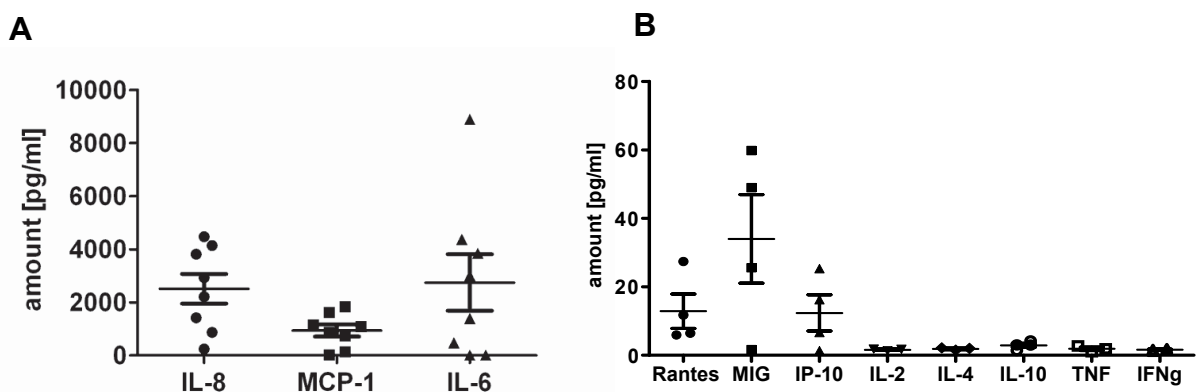 A
amount [pg/ml]
10000
8000
6000
4000
2000
0
IL-8 MCP-1 IL-6
B
amount [pg/ml]
80
60
40
20
0
Rantes MIG IP-10 IL-2 IL-4 IL-10 TNF IFNg